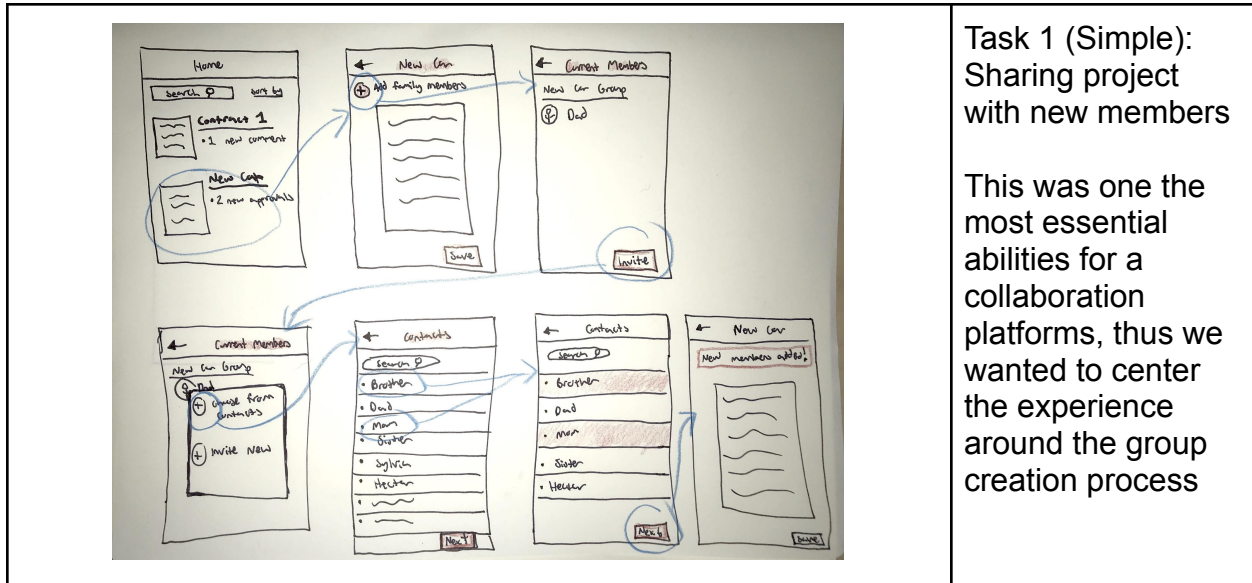 Home
Search
Sort by
Contract 1
• 1 new comment
New
• 2 new approvals
New Car
Add family members
Save
Current Members
New Car Group
Dad
Invite
Current Members
New Car Group
Dad
choose from
contacts
Invite New
Contacts
Search
• Brother
• Dad
• Mom
Sister
• Sylvia
• Hector
Next
Contacts
Search
• Brother
• Dad
• Mom
• Sister
• Hector
Next
New Car
New members added.
Save
Task 1 (Simple):
Sharing project
with new members
This was one the
most essential
abilities for a
collaboration
platforms, thus we
wanted to center
the experience
around the group
creation process